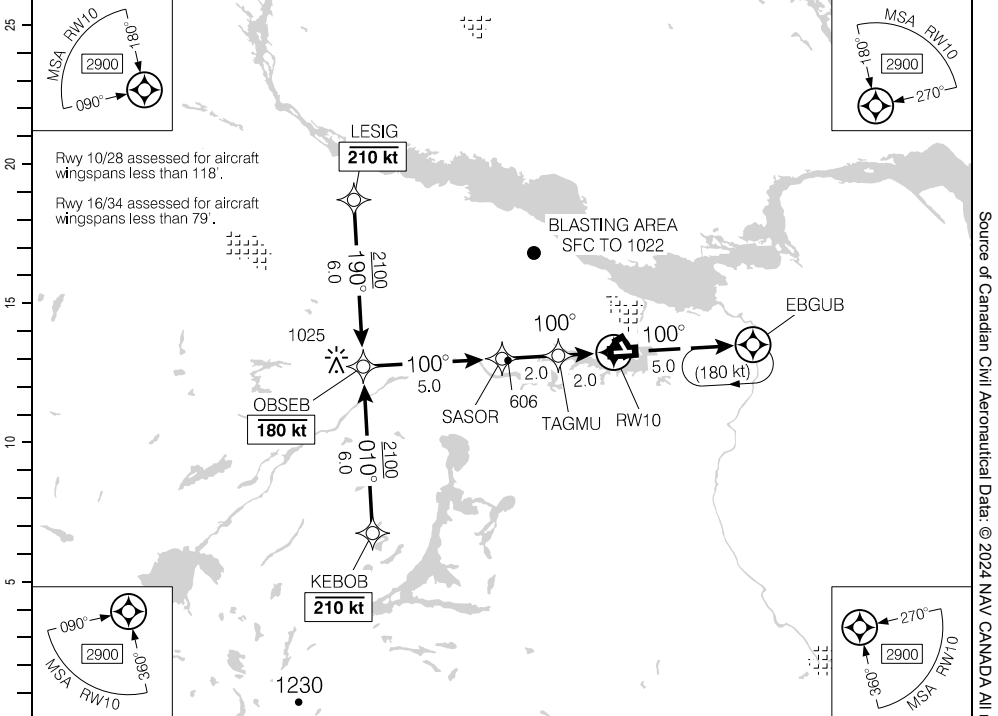 25
20
15
10
5
MSA RW10
180°
2900
090°
MSA RW10
180°
2900
270°
Rwy 10/28 assessed for aircraft
wingspans less than 118'.
Rwy 16/34 assessed for aircraft
wingspans less than 79'.
LESIG
210 kt
BLASTING AREA
SFC TO 1022
190°
2100
6.0
1025
OBSEB
180 kt
100°
5.0
SASOR
606
2.0
100°
TAGMU
2.0
RW10
100°
5.0
EBGUB
(180 kt)
010°
2100
6.0
KEBOB
210 kt
1230
090°
2900
360°
MSA RW10
270°
2900
360°
MSA RW10
Source of Canadian Civil Aeronautical Data: © 2024 NAV CANADA All